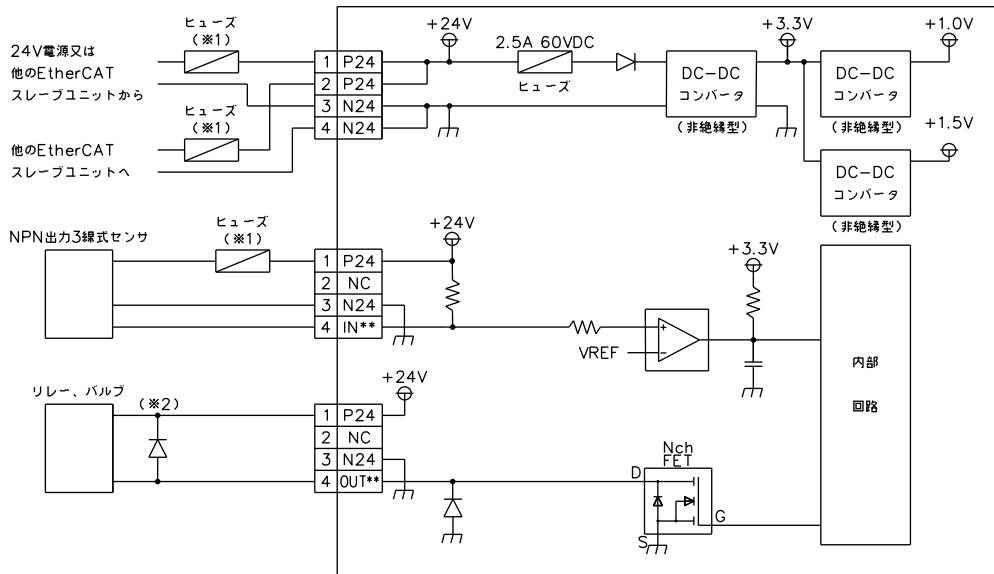 24V電源又は
他のEtherCAT
スレーブユニットから
ヒューズ
(※1)
ヒューズ
(※1)
他のEtherCAT
スレーブユニットへ
1 P24
2 P24
3 N24
4 N24
+24V
2.5A 60VDC
ヒューズ
DC-DC
コンバータ
(非絶縁型)
+3.3V
DC-DC
コンバータ
(非絶縁型)
+1.0V
+1.5V
DC-DC
コンバータ
(非絶縁型)
NPN出力3線式センサ
ヒューズ
(※1)
1 P24
2 NC
3 N24
4 IN**
+24V
VREF
+
-
+3.3V
内部
回路
リレー、バルブ
(※2)
1 P24
2 NC
3 N24
4 OUT**
+24V
Nch
FET
D
G
S